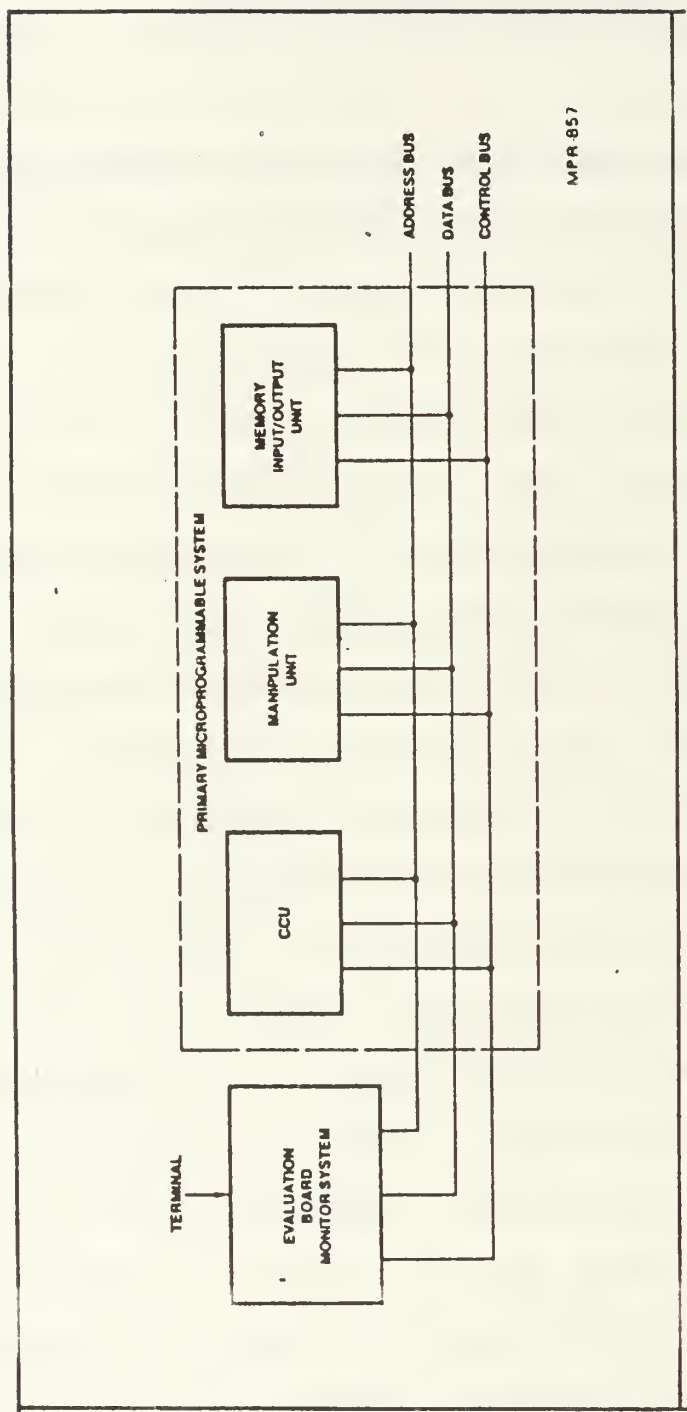 TERMINAL
EVALUATION
BOARD
MONITOR SYSTEM
PRIMARY MICROPROGRAMMABLE SYSTEM
CCU
MANIPULATION
UNIT
MEMORY
INPUT/OUTPUT
UNIT
ADDRESS BUS
DATA BUS
CONTROL BUS
MPR-857